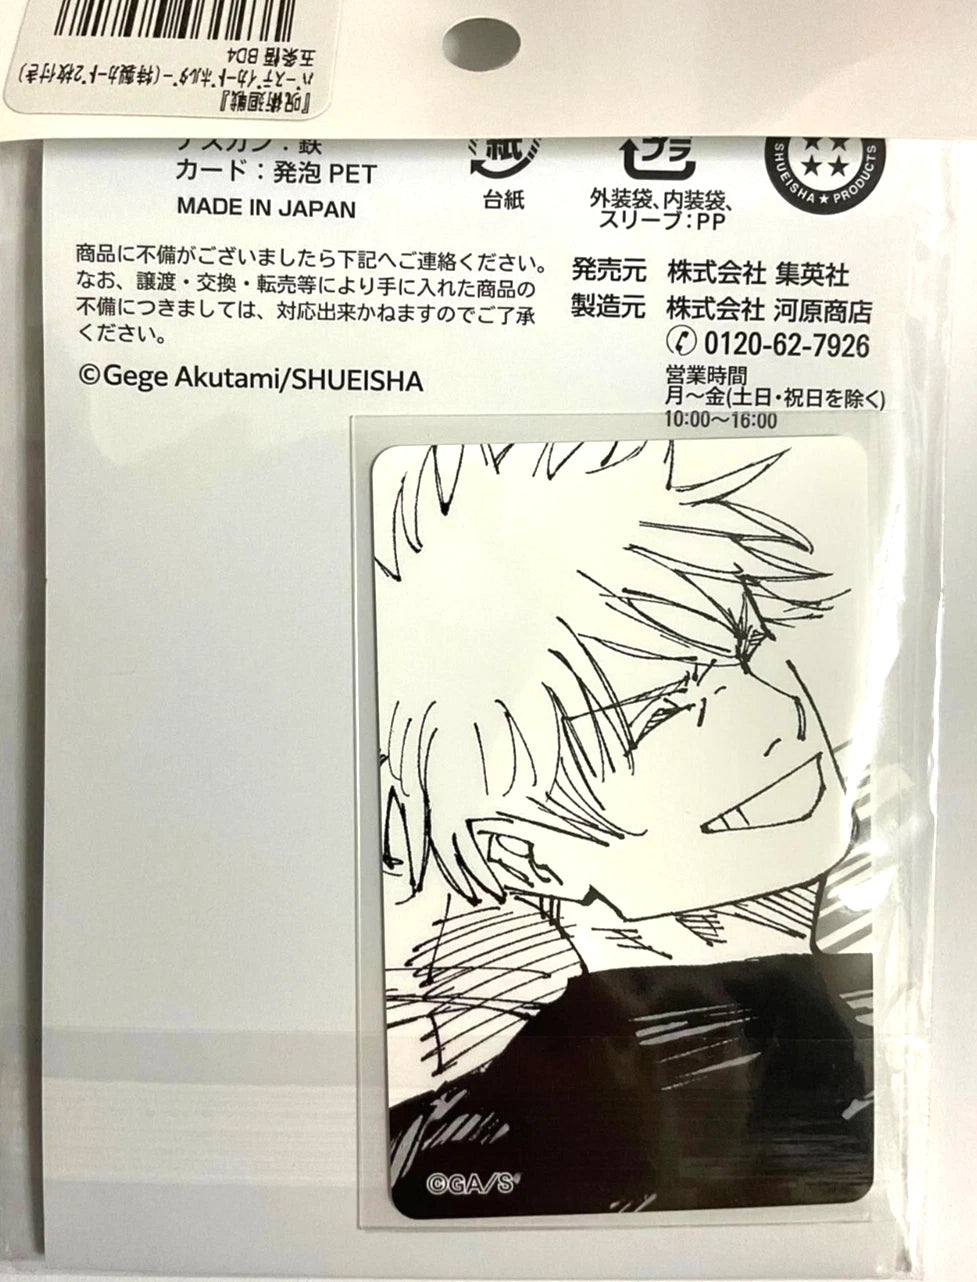 『呪術廻戦』
バースデイカードホルダー(特製カード2枚付き)
五条悟 BD4
ナスカン：鉄
カード：発泡 PET
MADE IN JAPAN
紙
台紙
プラ
外装袋、内装袋、
スリーブ：PP
SHUEISHA ★ PRODUCTS
商品に不備がございましたら下記へご連絡ください。
なお、譲渡・交換・転売等により手に入れた商品の
不備につきましては、対応出来かねますのでご了承
ください。
©Gege Akutami/SHUEISHA
発売元 株式会社 集英社
製造元 株式会社 河原商店
0120-62-7926
営業時間
月～金(土日・祝日を除く)
10:00～16:00
©GA/S